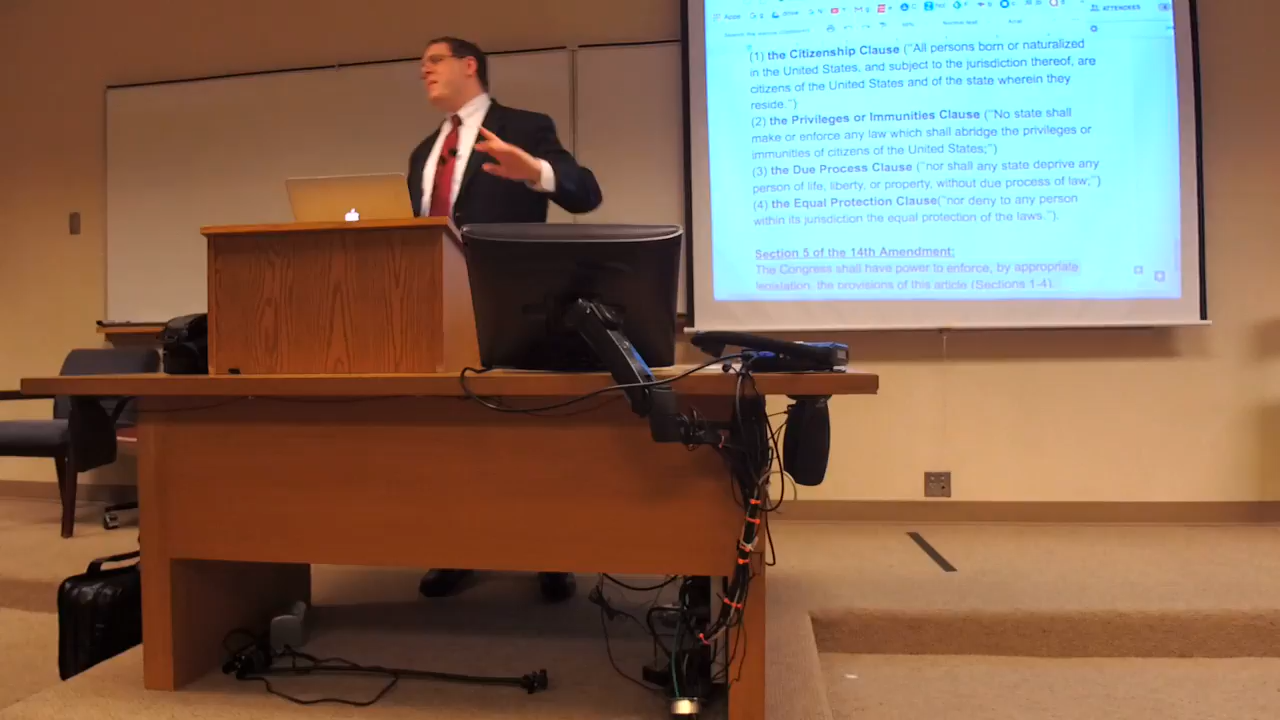 Apps
drive
ATTENDEES
Normal text
Arial
(1) the Citizenship Clause ("All persons born or naturalized
in the United States, and subject to the jurisdiction thereof, are
citizens of the United States and of the state wherein they
reside.")
(2) the Privileges or Immunities Clause ("No state shall
make or enforce any law which shall abridge the privileges or
immunities of citizens of the United States;")
(3) the Due Process Clause ("nor shall any state deprive any
person of life, liberty, or property, without due process of law;")
(4) the Equal Protection Clause("nor deny to any person
within its jurisdiction the equal protection of the laws.").
Section 5 of the 14th Amendment:
The Congress shall have power to enforce, by appropriate
legislation, the provisions of this article (Sections 1-4).